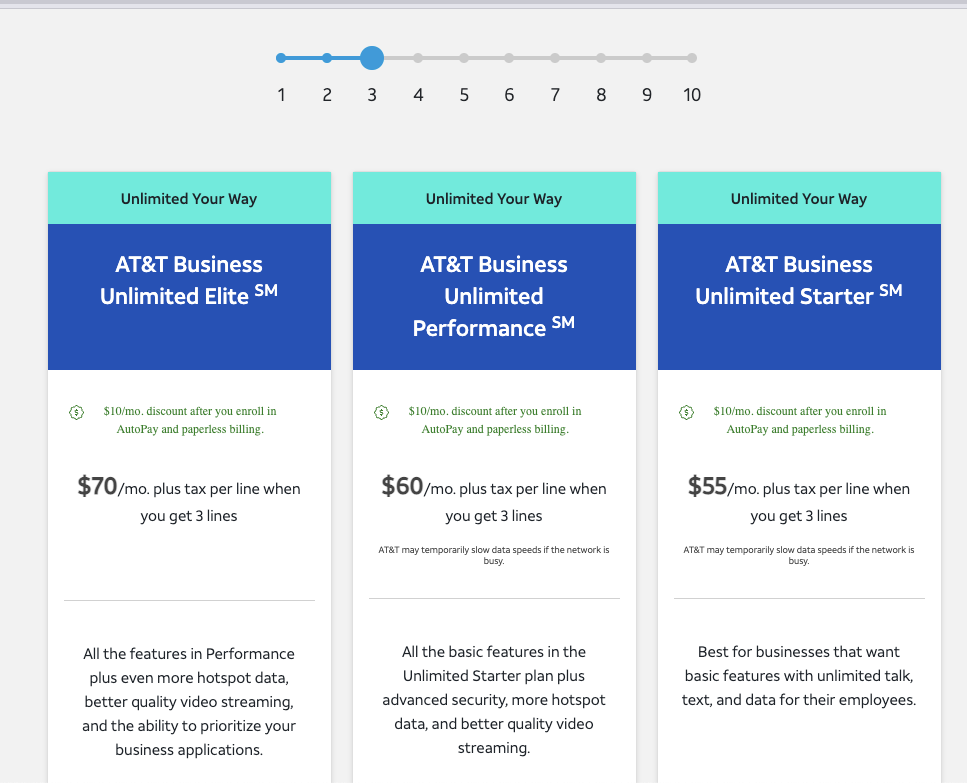 1 2 3 4 5 6 7 8 9 10
Unlimited Your Way
AT&T Business
Unlimited Elite SM
$10/mo. discount after you enroll in
AutoPay and paperless billing.
$70/mo. plus tax per line when
you get 3 lines
All the features in Performance
plus even more hotspot data,
better quality video streaming,
and the ability to prioritize your
business applications.
Unlimited Your Way
AT&T Business
Unlimited
Performance SM
$10/mo. discount after you enroll in
AutoPay and paperless billing.
$60/mo. plus tax per line when
you get 3 lines
AT&T may temporarily slow data speeds if the network is
busy.
All the basic features in the
Unlimited Starter plan plus
advanced security, more hotspot
data, and better quality video
streaming.
Unlimited Your Way
AT&T Business
Unlimited Starter SM
$10/mo. discount after you enroll in
AutoPay and paperless billing.
$55/mo. plus tax per line when
you get 3 lines
AT&T may temporarily slow data speeds if the network is
busy.
Best for businesses that want
basic features with unlimited talk,
text, and data for their employees.